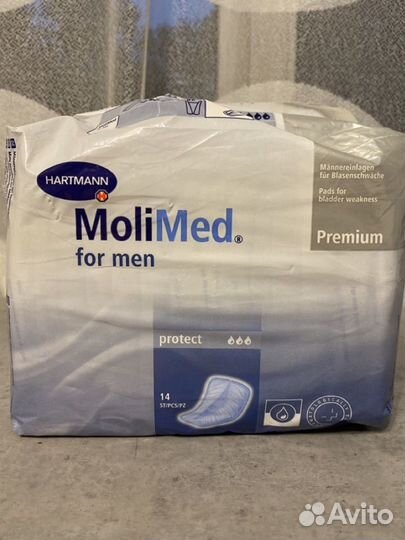 HARTMANN
Männereinlagen
für Blasenschwäche
Pads for
bladder weakness
MoliMed®
for men
Premium
protect
14
ST/PCS/PZ
Avito